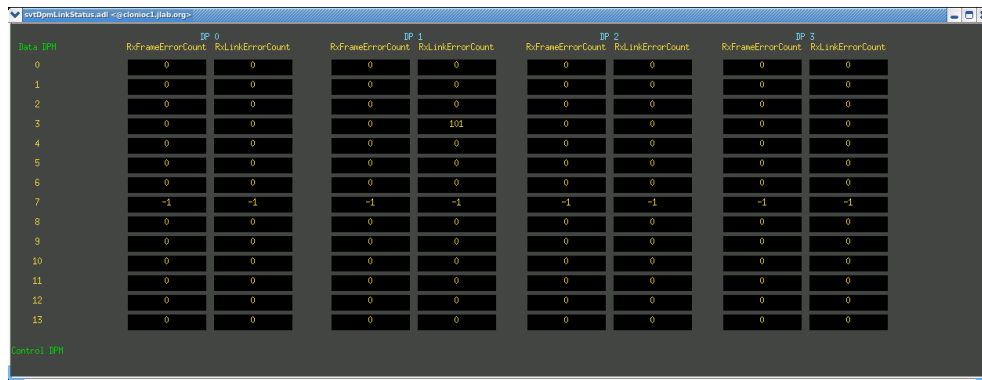 svtDpmLinkStatus.adl <@clonioc1.jlab.org>
DP 0 DP 1 DP 2 DP 3
Data DPM RxFrameErrorCount RxLinkErrorCount RxFrameErrorCount RxLinkErrorCount RxFrameErrorCount RxLinkErrorCount RxFrameErrorCount RxLinkErrorCount
0 0 0 0 0 0 0 0 0
1 0 0 0 0 0 0 0 0
2 0 0 0 0 0 0 0 0
3 0 0 0 101 0 0 0 0
4 0 0 0 0 0 0 0 0
5 0 0 0 0 0 0 0 0
6 0 0 0 0 0 0 0 0
7 -1 -1 -1 -1 -1 -1 -1 -1
8 0 0 0 0 0 0 0 0
9 0 0 0 0 0 0 0 0
10 0 0 0 0 0 0 0 0
11 0 0 0 0 0 0 0 0
12 0 0 0 0 0 0 0 0
13 0 0 0 0 0 0 0 0
Control DPM